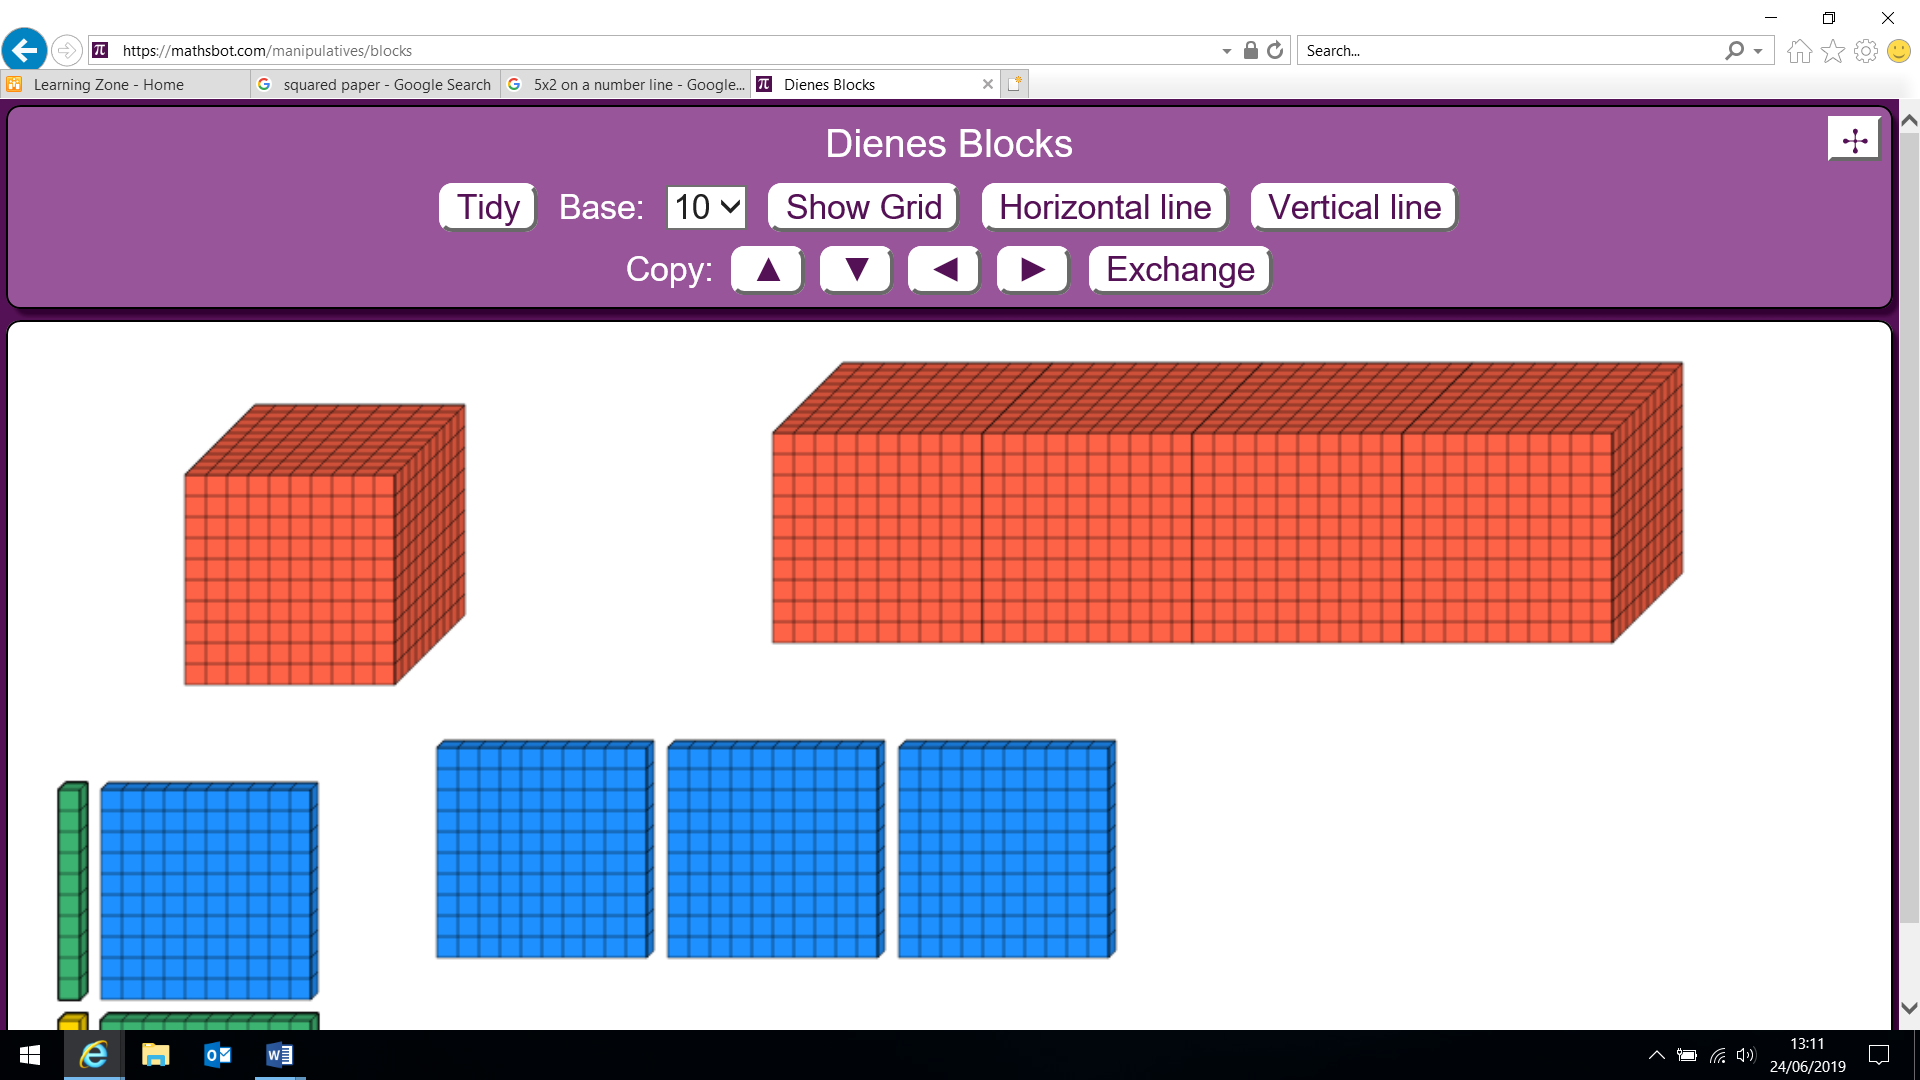 https://mathsbot.com/manipulatives/blocks
Search...
Learning Zone - Home
squared paper - Google Search
5x2 on a number line - Google...
Dienes Blocks
Dienes Blocks
Tidy Base: 10 Show Grid Horizontal line Vertical line
Copy: ▲ ▼ ◀ ▶ Exchange
13:11
24/06/2019